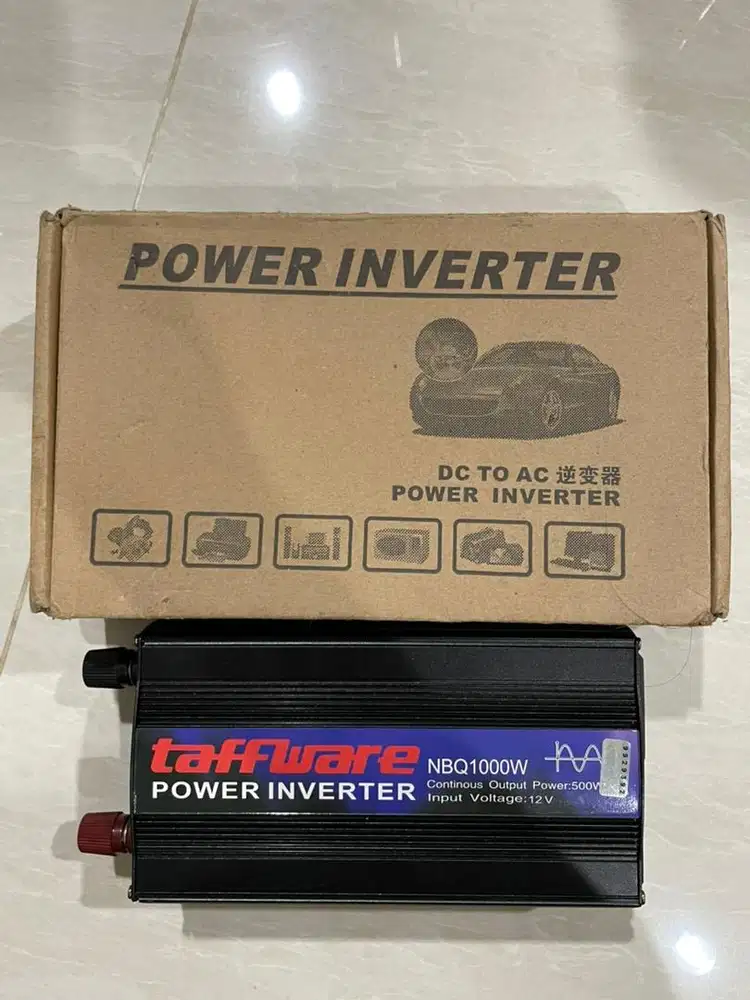 POWER INVERTER
DC TO AC 逆变器
POWER INVERTER
taffware
POWER INVERTER
NBQ1000W
Continous Output Power:500W
Input Voltage:12V